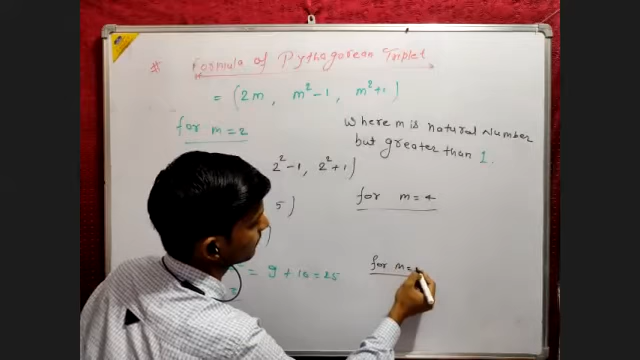 * Formula of Pythagorean Triplet
= (2m, m²-1, m²+1)
for m=2
where m is natural Number
but greater than 1.
2²-1, 2²+1)
5)
for m=4
)
= 9 + 16 = 25
for m=